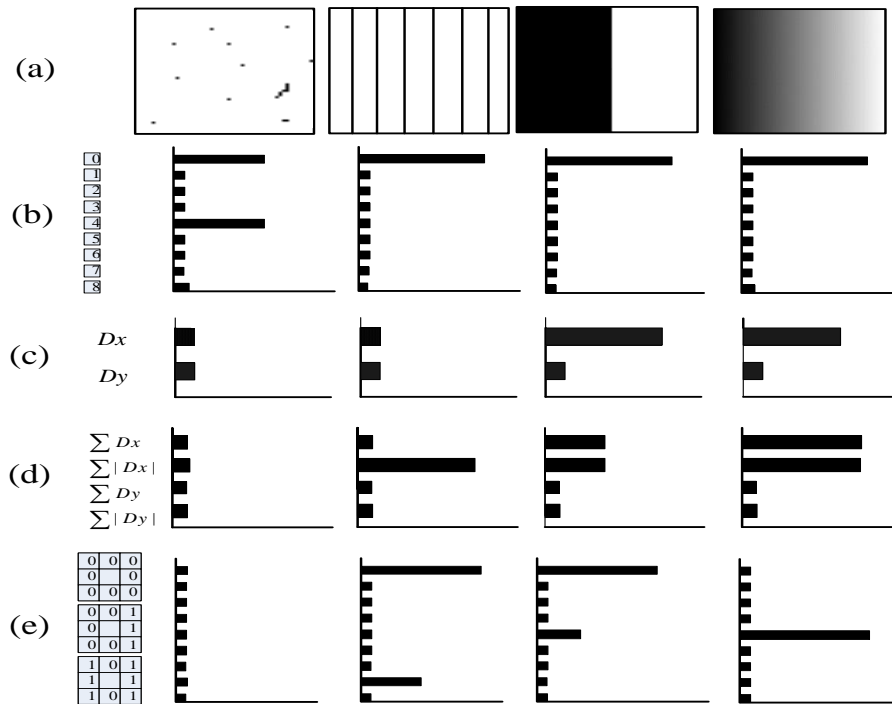 (a)
(b)
0
1
2
3
4
5
6
7
8
(c)
Dx
Dy
(d)
∑ Dx
∑ | Dx |
∑ Dy
∑ | Dy |
(e)
0 0 0
0 0
0 0 0
0 0 1
0 1
0 0 1
1 0 1
1 1
1 0 1